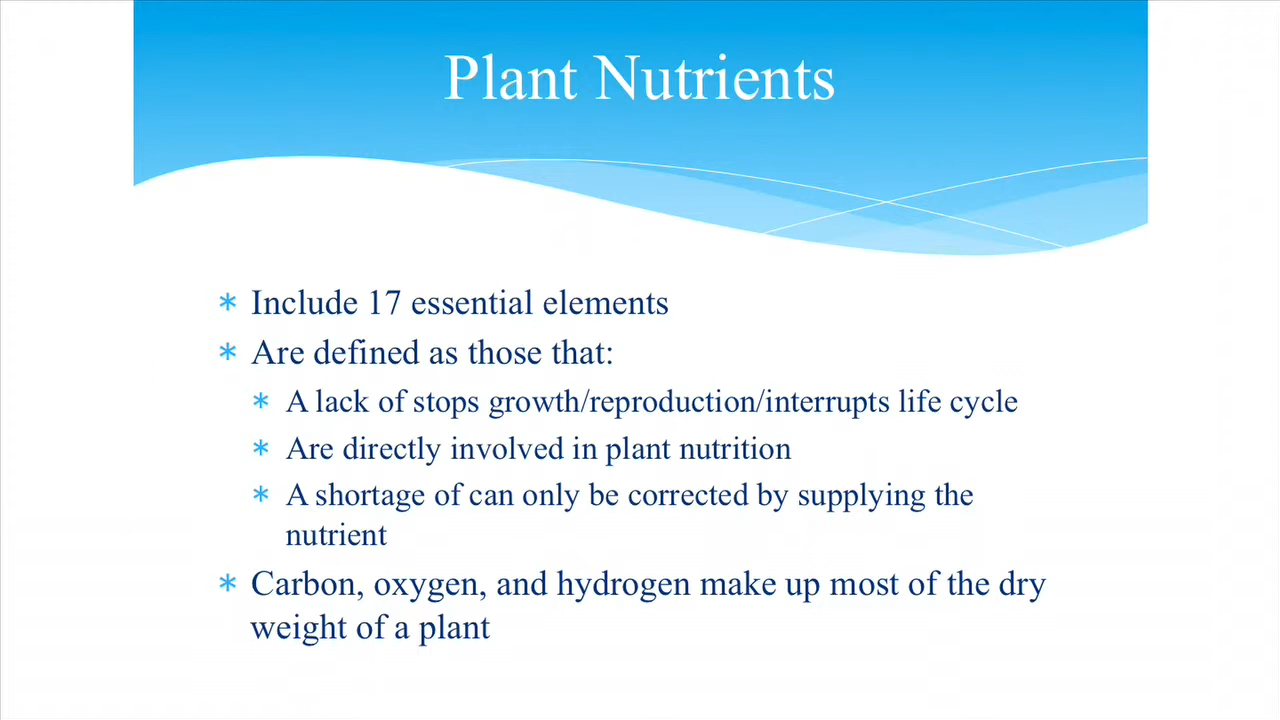 Plant Nutrients
* Include 17 essential elements
* Are defined as those that:
* A lack of stops growth/reproduction/interrupts life cycle
* Are directly involved in plant nutrition
* A shortage of can only be corrected by supplying the
nutrient
* Carbon, oxygen, and hydrogen make up most of the dry
weight of a plant